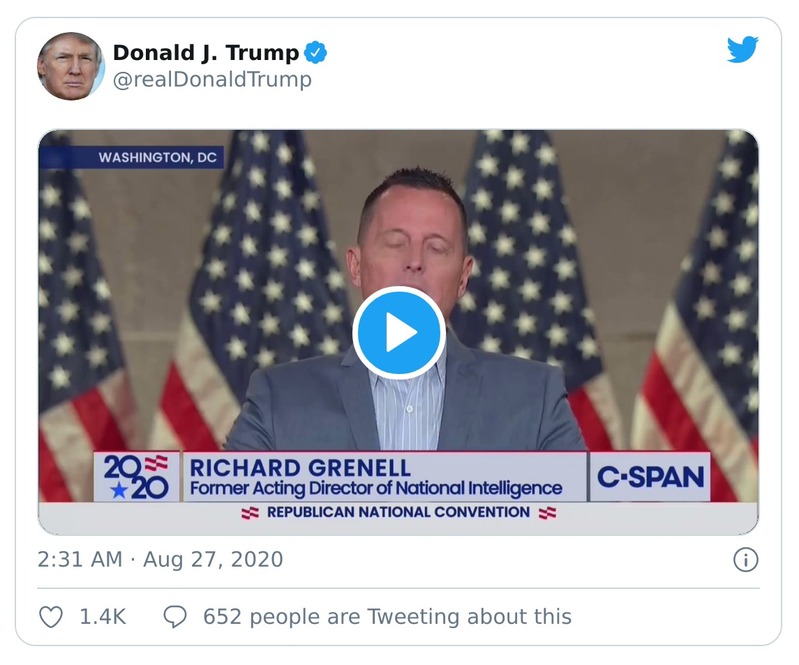 Donald J. Trump
@realDonaldTrump
WASHINGTON, DC
2020
RICHARD GRENELL
Former Acting Director of National Intelligence
C-SPAN
REPUBLICAN NATIONAL CONVENTION
2:31 AM · Aug 27, 2020
1.4K
652 people are Tweeting about this